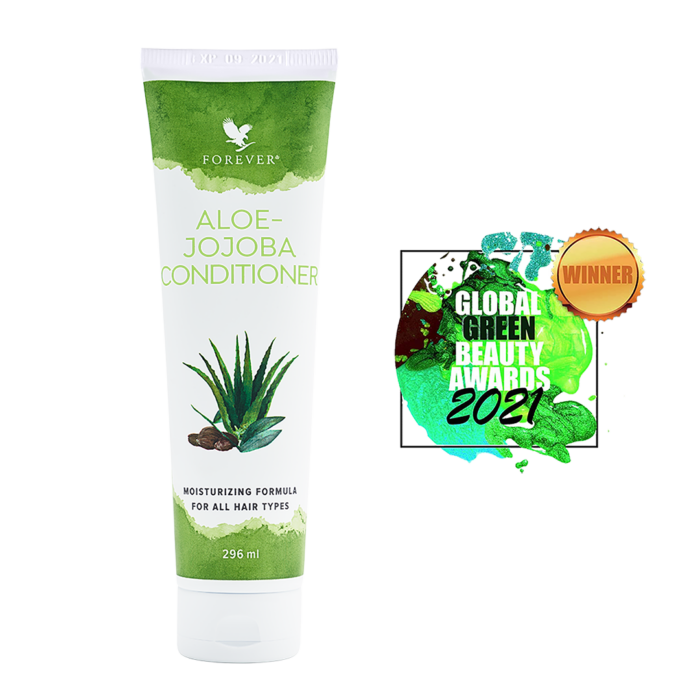 EXP 09 2021
FOREVER®
ALOE-
JOJOBA
CONDITIONER
MOISTURIZING FORMULA
FOR ALL HAIR TYPES
296 ml
WINNER
GLOBAL
GREEN
BEAUTY
AWARDS
2021